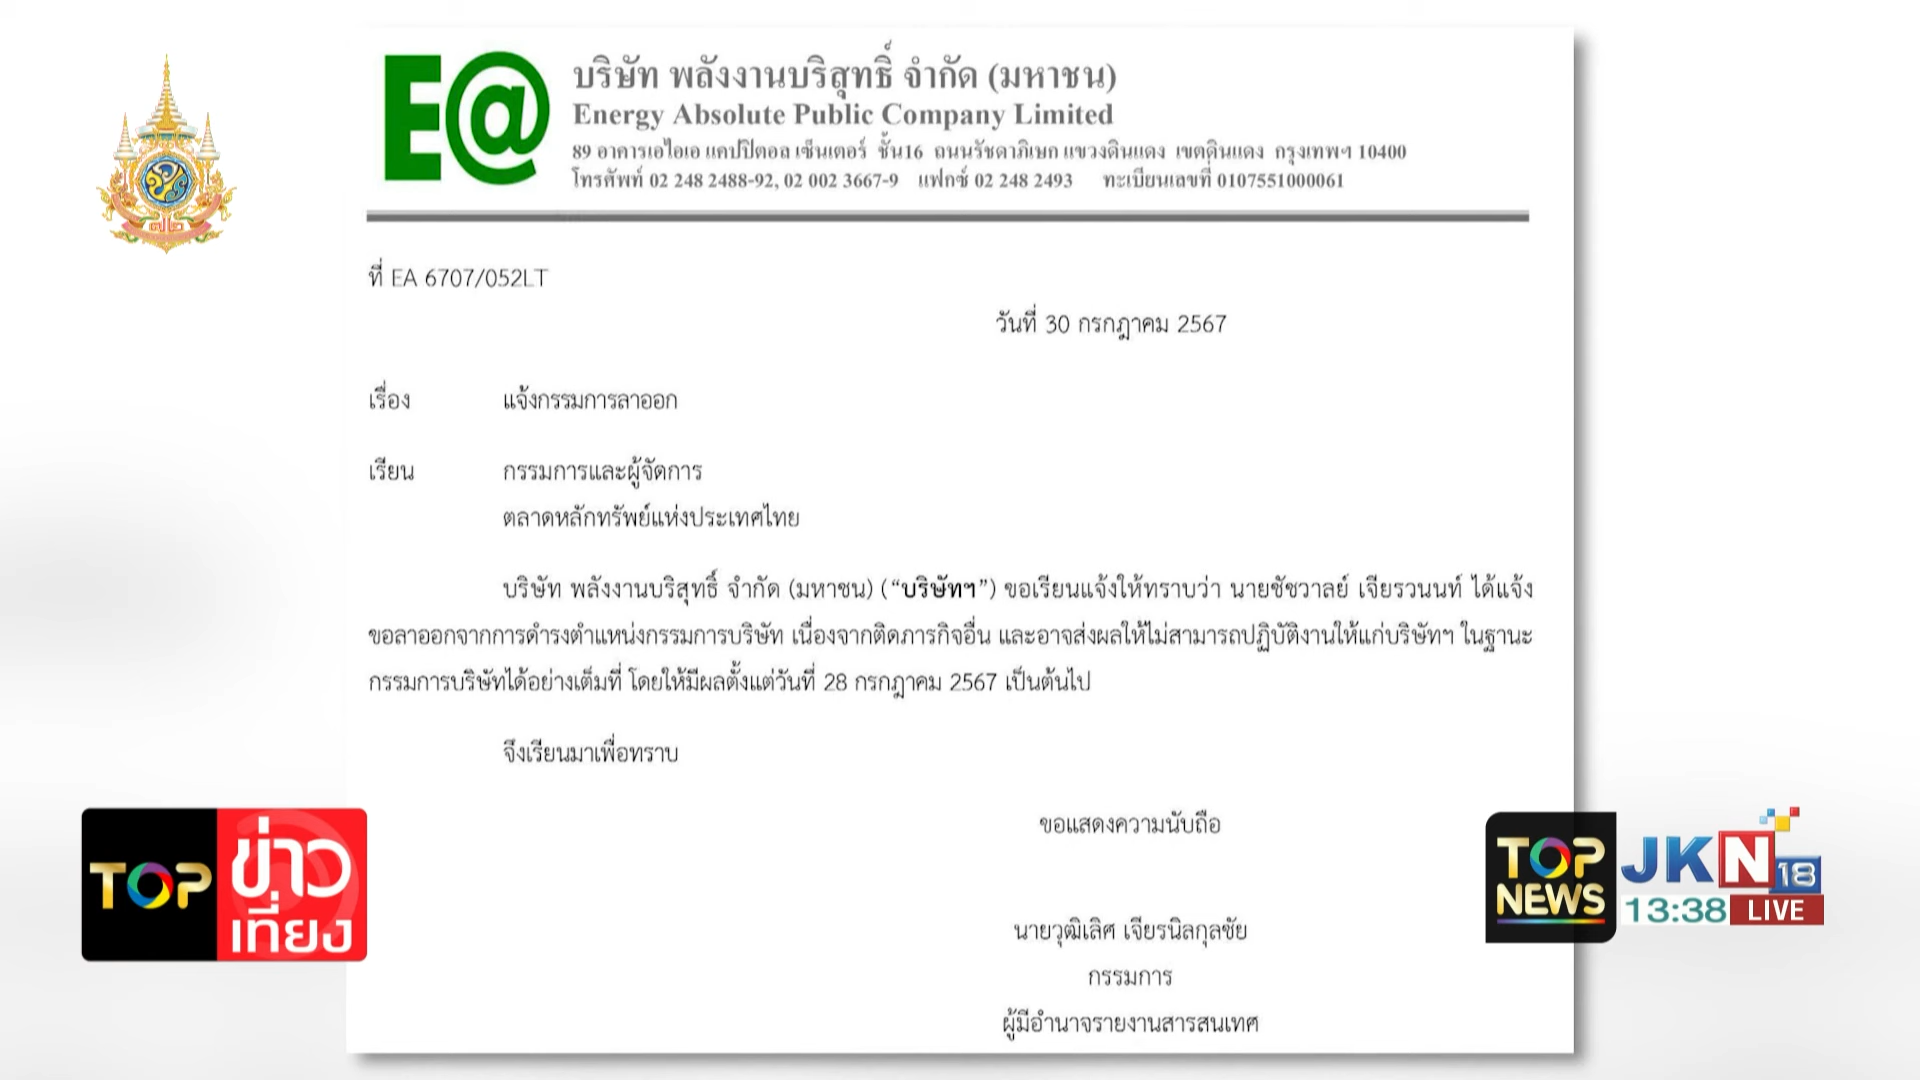 E@
บริษัท พลังงานบริสุทธิ์ จำกัด (มหาชน)
Energy Absolute Public Company Limited
89 อาคารเอไอเอ แคปปิตอล เซ็นเตอร์ ชั้น16 ถนนรัชดาภิเษก แขวงดินแดง เขตดินแดง กรุงเทพฯ 10400
โทรศัพท์ 02 248 2488-92, 02 002 3667-9 แฟกซ์ 02 248 2493 ทะเบียนเลขที่ 0107551000061
ที่ EA 6707/052LT
วันที่ 30 กรกฎาคม 2567
เรื่อง แจ้งกรรมการลาออก
เรียน กรรมการและผู้จัดการ
ตลาดหลักทรัพย์แห่งประเทศไทย
บริษัท พลังงานบริสุทธิ์ จำกัด (มหาชน) (“บริษัทฯ”) ขอเรียนแจ้งให้ทราบว่า นายชัชวาลย์ เจียรวนนท์ ได้แจ้ง
ขอลาออกจากการดำรงตำแหน่งกรรมการบริษัท เนื่องจากติดภารกิจอื่น และอาจส่งผลให้ไม่สามารถปฏิบัติงานให้แก่บริษัทฯ ในฐานะ
กรรมการบริษัทได้อย่างเต็มที่ โดยให้มีผลตั้งแต่วันที่ 28 กรกฎาคม 2567 เป็นต้นไป
จึงเรียนมาเพื่อทราบ
ขอแสดงความนับถือ
นายวุฒิเลิศ เจียรนิลกุลชัย
กรรมการ
ผู้มีอำนาจรายงานสารสนเทศ
TOP ข่าว
เที่ยง
TOP
NEWS
JKN18
13:38 LIVE